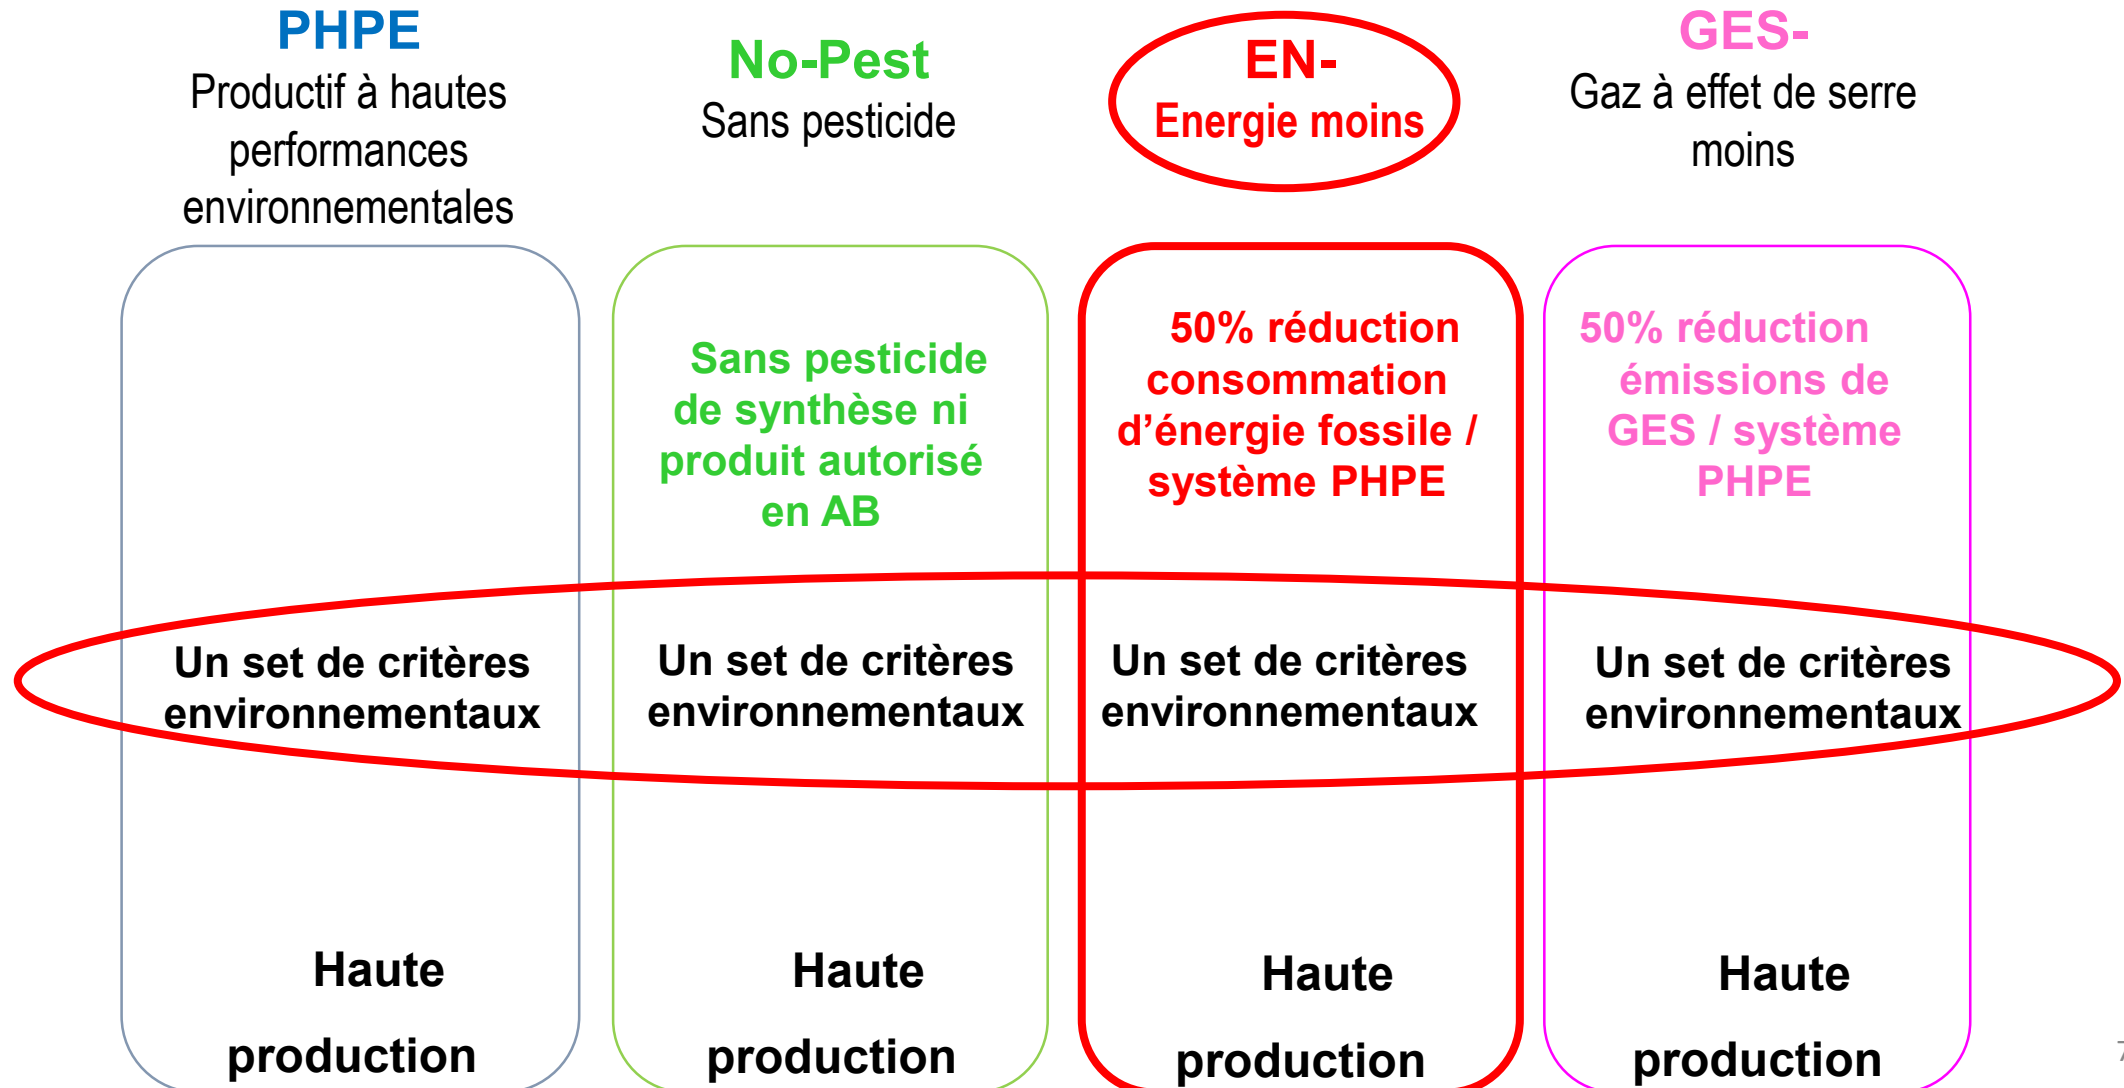 PHPE
Productif à hautes
performances
environnementales
No-Pest
Sans pesticide
EN-
Energie moins
GES-
Gaz à effet de serre
moins
Sans pesticide
de synthèse ni
produit autorisé
en AB
50% réduction
consommation
d’énergie fossile /
système PHPE
50% réduction
émissions de
GES / système
PHPE
Un set de critères
environnementaux
Un set de critères
environnementaux
Un set de critères
environnementaux
Un set de critères
environnementaux
Haute
production
Haute
production
Haute
production
Haute
production
7